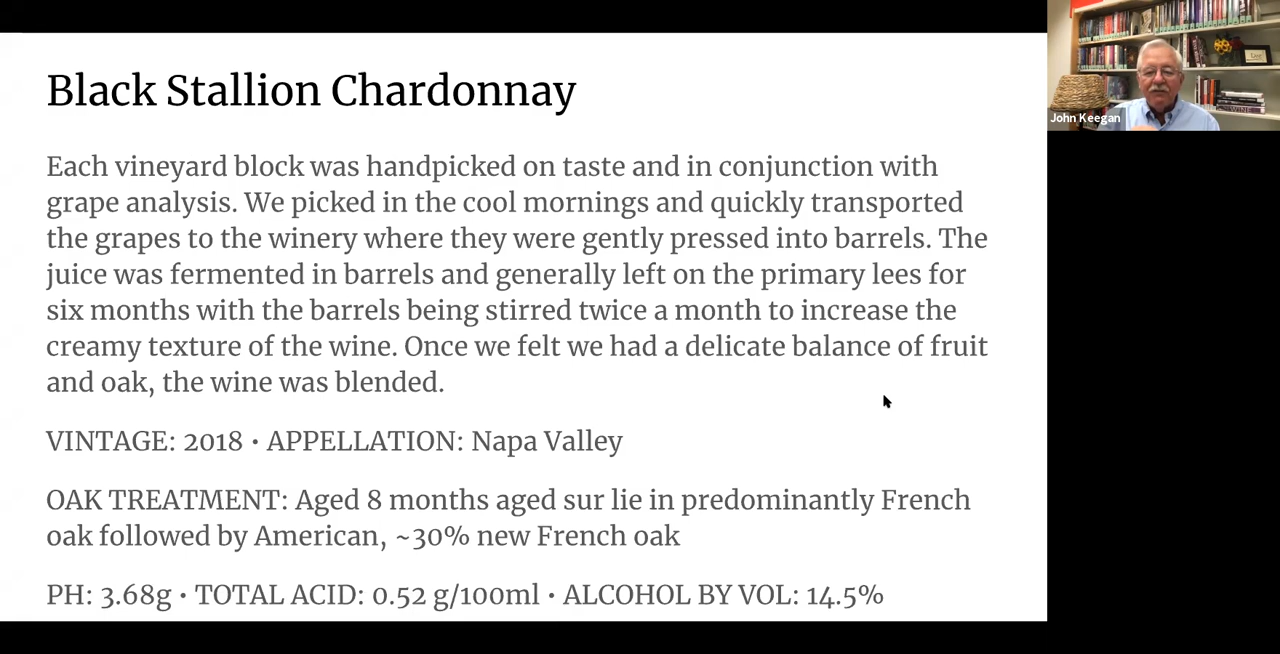 Black Stallion Chardonnay
Each vineyard block was handpicked on taste and in conjunction with
grape analysis. We picked in the cool mornings and quickly transported
the grapes to the winery where they were gently pressed into barrels. The
juice was fermented in barrels and generally left on the primary lees for
six months with the barrels being stirred twice a month to increase the
creamy texture of the wine. Once we felt we had a delicate balance of fruit
and oak, the wine was blended.
VINTAGE: 2018 • APPELLATION: Napa Valley
OAK TREATMENT: Aged 8 months aged sur lie in predominantly French
oak followed by American, ~30% new French oak
PH: 3.68g • TOTAL ACID: 0.52 g/100ml • ALCOHOL BY VOL: 14.5%
John Keegan